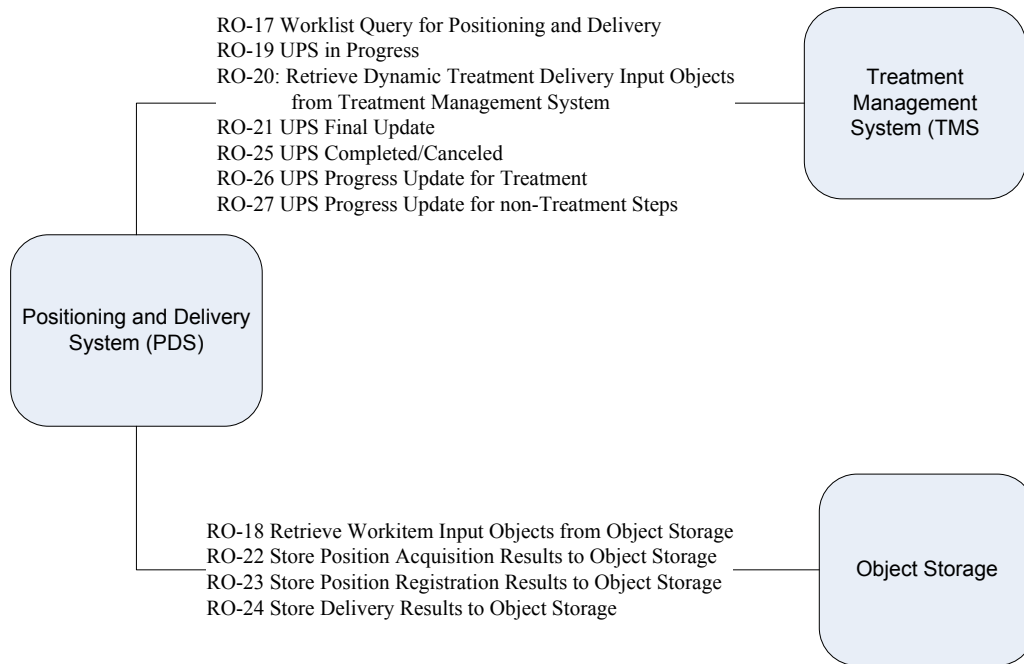 RO-17 Worklist Query for Positioning and Delivery
RO-19 UPS in Progress
RO-20: Retrieve Dynamic Treatment Delivery Input Objects
from Treatment Management System
RO-21 UPS Final Update
RO-25 UPS Completed/Canceled
RO-26 UPS Progress Update for Treatment
RO-27 UPS Progress Update for non-Treatment Steps
Treatment
Management
System (TMS
Positioning and Delivery
System (PDS)
RO-18 Retrieve Workitem Input Objects from Object Storage
RO-22 Store Position Acquisition Results to Object Storage
RO-23 Store Position Registration Results to Object Storage
RO-24 Store Delivery Results to Object Storage
Object Storage